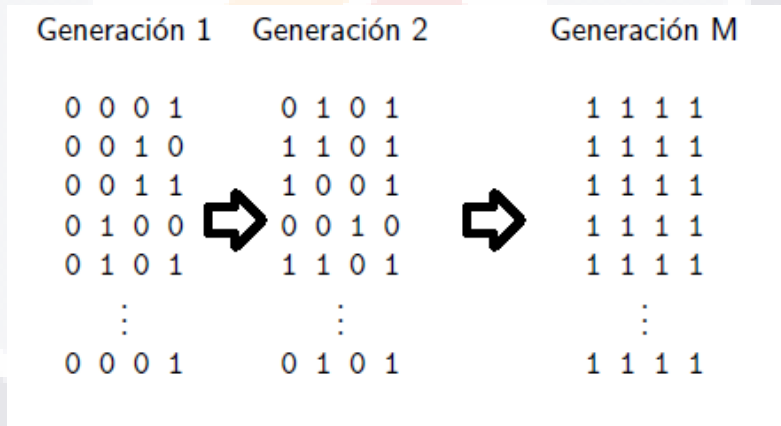 Generación 1 Generación 2 Generación M
0 0 0 1 0 1 0 1 1 1 1 1
0 0 1 0 1 1 0 1 1 1 1 1
0 0 1 1 1 0 0 1 1 1 1 1
0 1 0 0 0 0 1 0 1 1 1 1
0 1 0 1 1 1 0 1 1 1 1 1
⋮ ⋮ ⋮
0 0 0 1 0 1 0 1 1 1 1 1